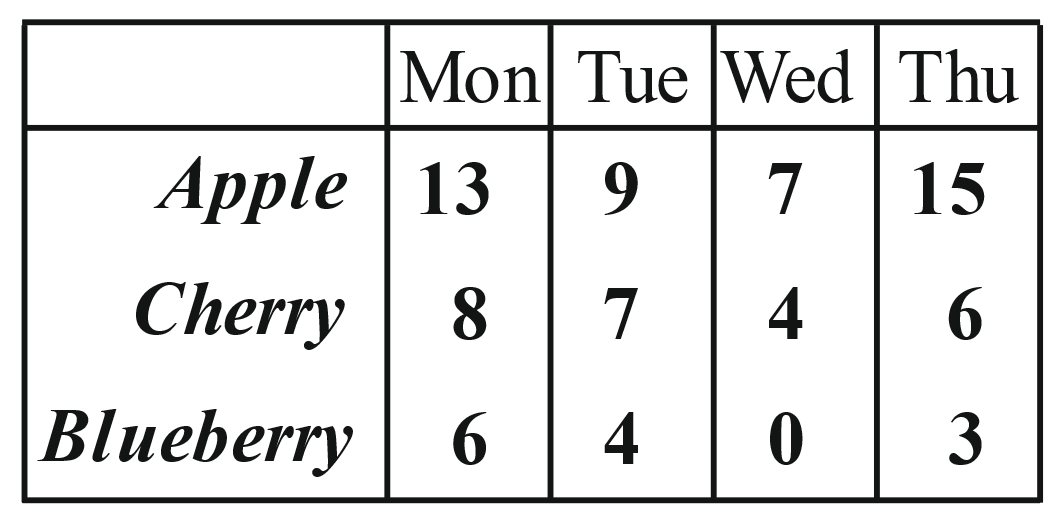 Mon Tue Wed Thu
Apple 13 9 7 15
Cherry 8 7 4 6
Blueberry 6 4 0 3